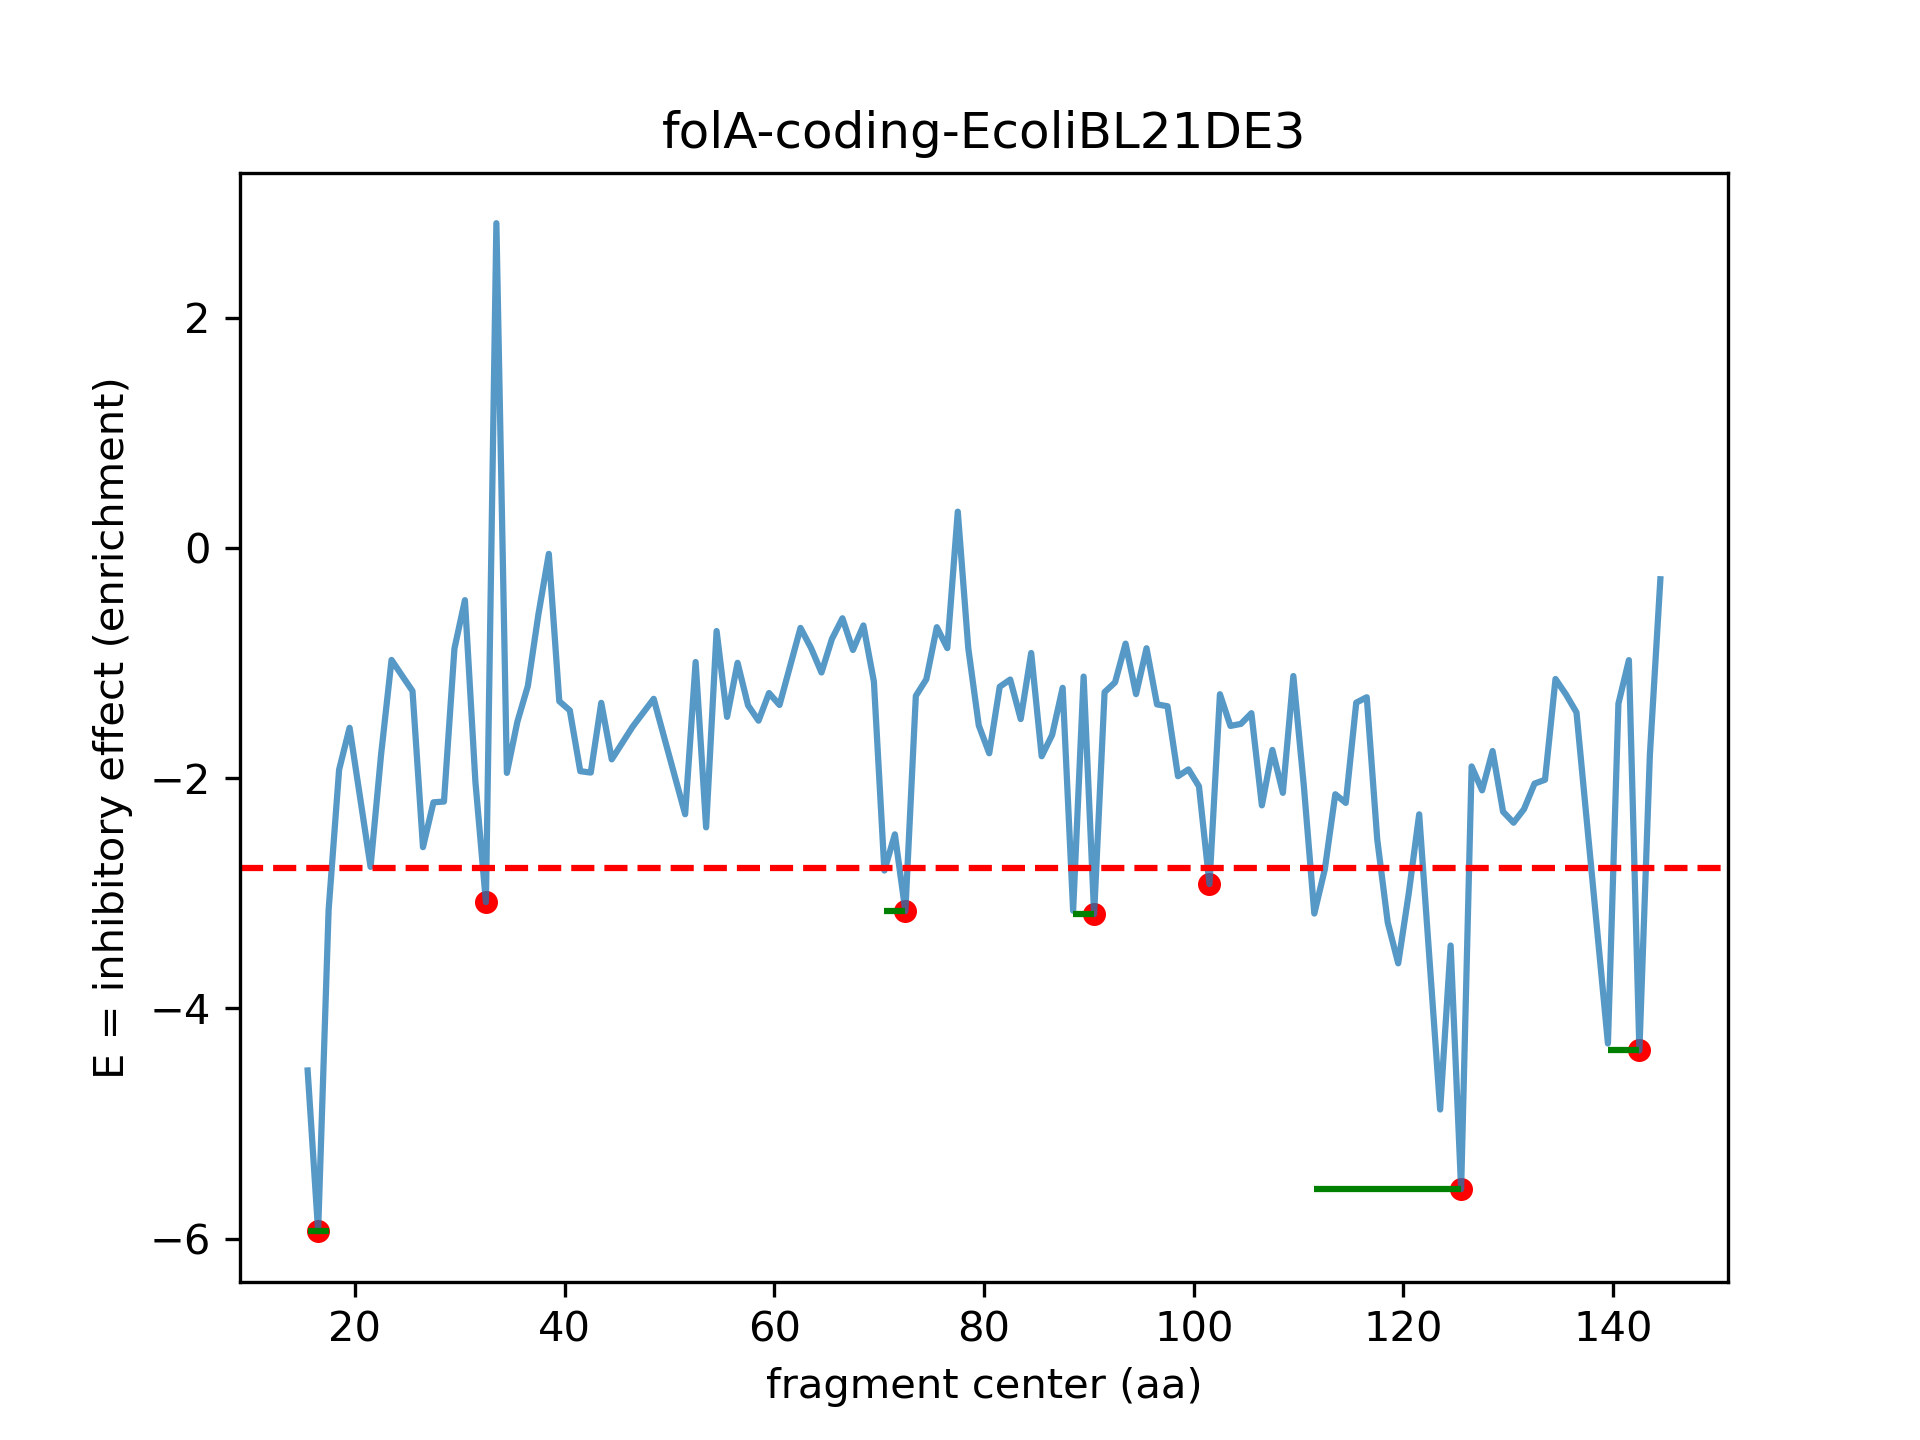 folA-coding-EcoliBL21DE3
E = inhibitory effect (enrichment)
2
0
−2
−4
−6
20 40 60 80 100 120 140
fragment center (aa)